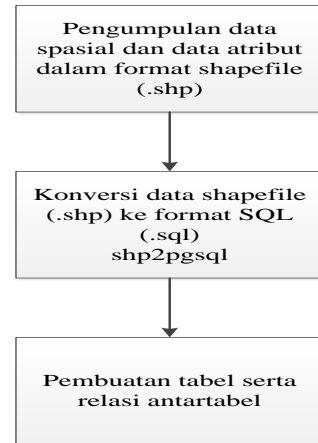 Pengumpulan data
spasial dan data atribut
dalam format shapefile
(.shp)
Konversi data shapefile
(.shp) ke format SQL
(.sql)
shp2pgsql
Pembuatan tabel serta
relasi antartabel